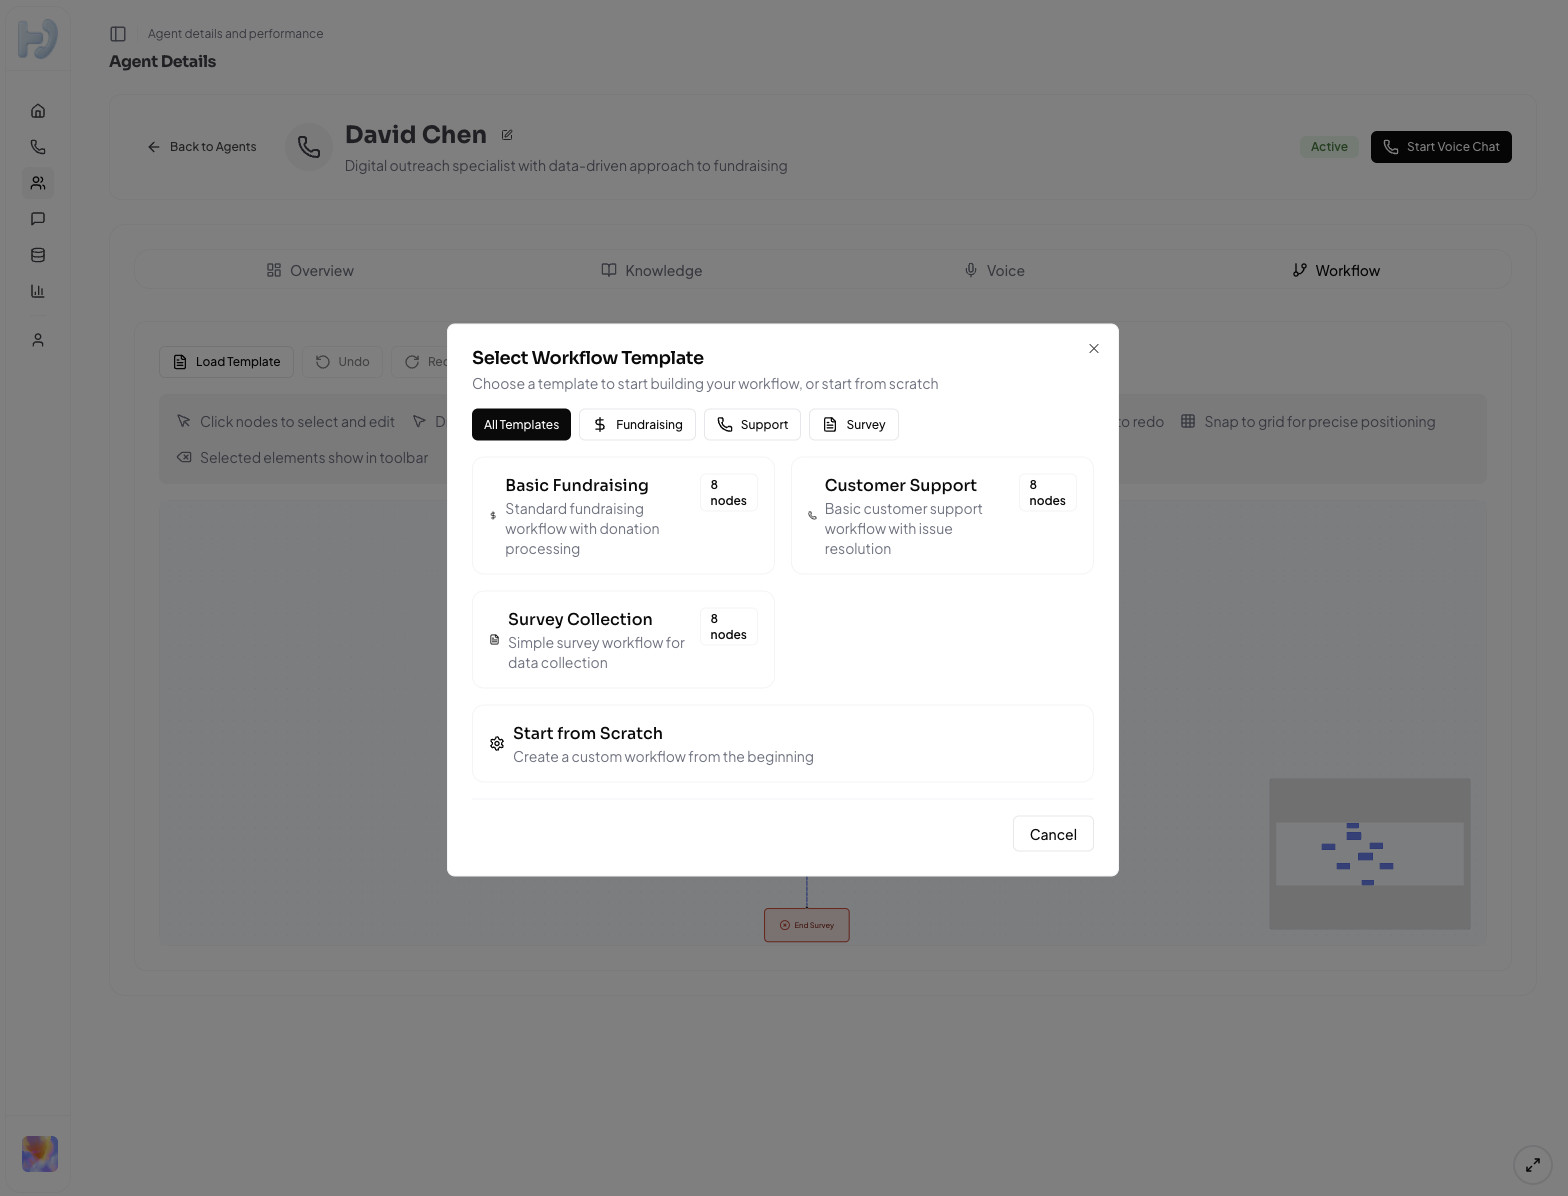 Agent details and performance
Agent Details
Back to Agents
David Chen
Digital outreach specialist with data-driven approach to fundraising
Active
Start Voice Chat
Overview
Knowledge
Voice
Workflow
Load Template
Undo
Click nodes to select and edit
to redo
Snap to grid for precise positioning
Selected elements show in toolbar
Select Workflow Template
Choose a template to start building your workflow, or start from scratch
All Templates
Fundraising
Support
Survey
Basic Fundraising
Standard fundraising
workflow with donation
processing
8
nodes
Customer Support
Basic customer support
workflow with issue
resolution
8
nodes
Survey Collection
Simple survey workflow for
data collection
8
nodes
Start from Scratch
Create a custom workflow from the beginning
Cancel
End Survey